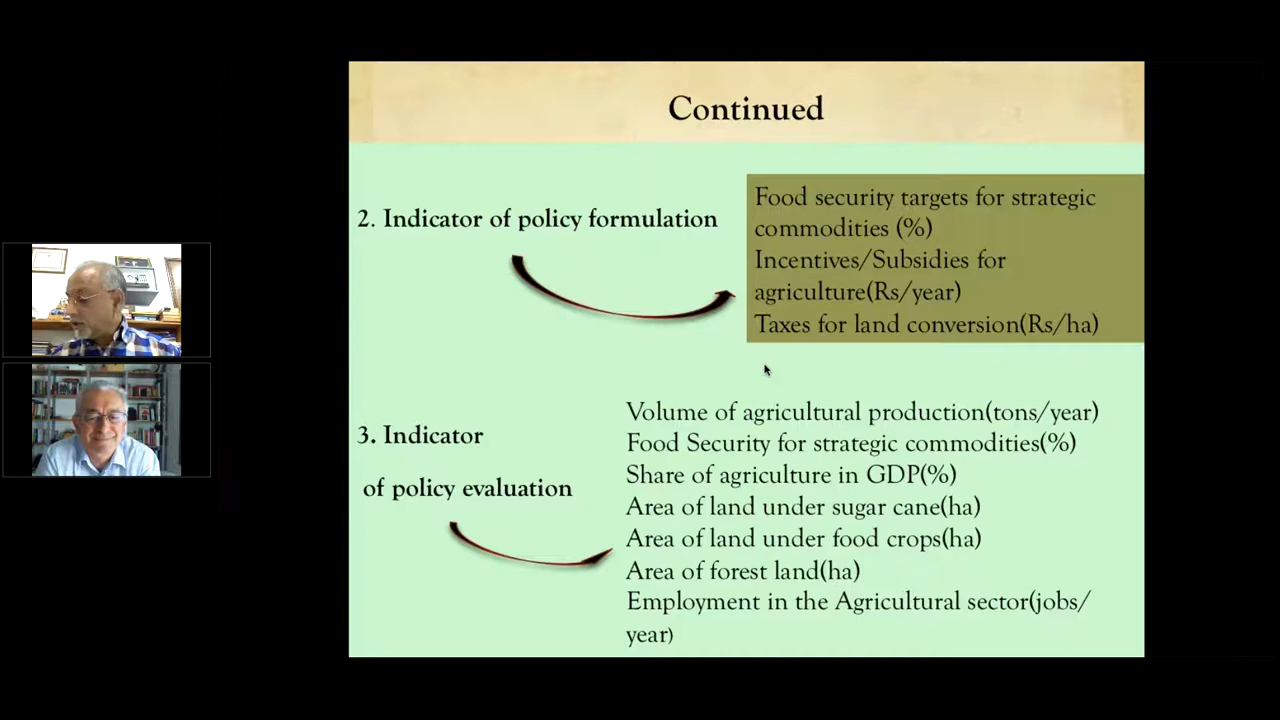 Continued
2. Indicator of policy formulation
Food security targets for strategic
commodities (%)
Incentives/Subsidies for
agriculture(Rs/year)
Taxes for land conversion(Rs/ha)
3. Indicator
of policy evaluation
Volume of agricultural production(tons/year)
Food Security for strategic commodities(%)
Share of agriculture in GDP(%)
Area of land under sugar cane(ha)
Area of land under food crops(ha)
Area of forest land(ha)
Employment in the Agricultural sector(jobs/
year)